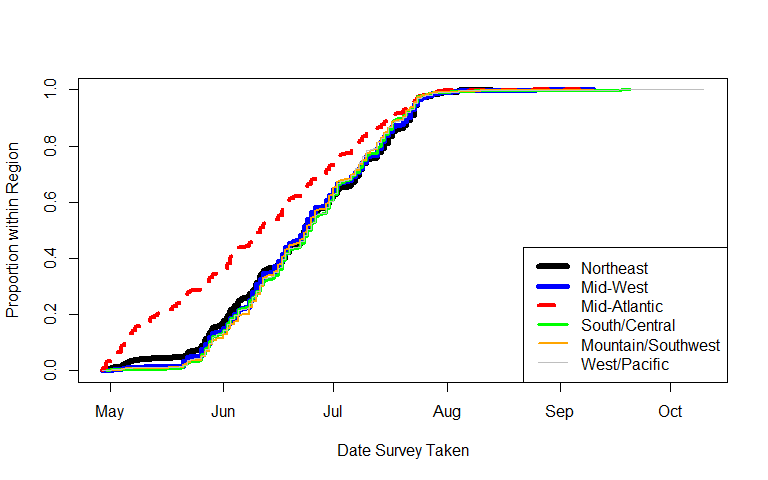 Proportion within Region
1.0
0.8
0.6
0.4
0.2
0.0
Northeast
Mid-West
Mid-Atlantic
South/Central
Mountain/Southwest
West/Pacific
May Jun Jul Aug Sep Oct
Date Survey Taken